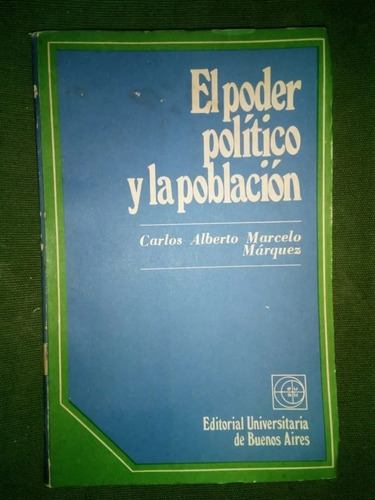 El poder
político
y la población
Carlos Alberto Marcelo
Márquez
Editorial Universitaria
de Buenos Aires